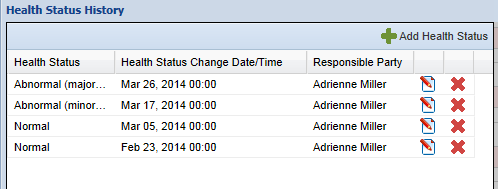 Health Status History
Add Health Status
Health Status Health Status Change Date/Time Responsible Party
Abnormal (major... Mar 26, 2014 00:00 Adrienne Miller
Abnormal (minor... Mar 17, 2014 00:00 Adrienne Miller
Normal Mar 05, 2014 00:00 Adrienne Miller
Normal Feb 23, 2014 00:00 Adrienne Miller